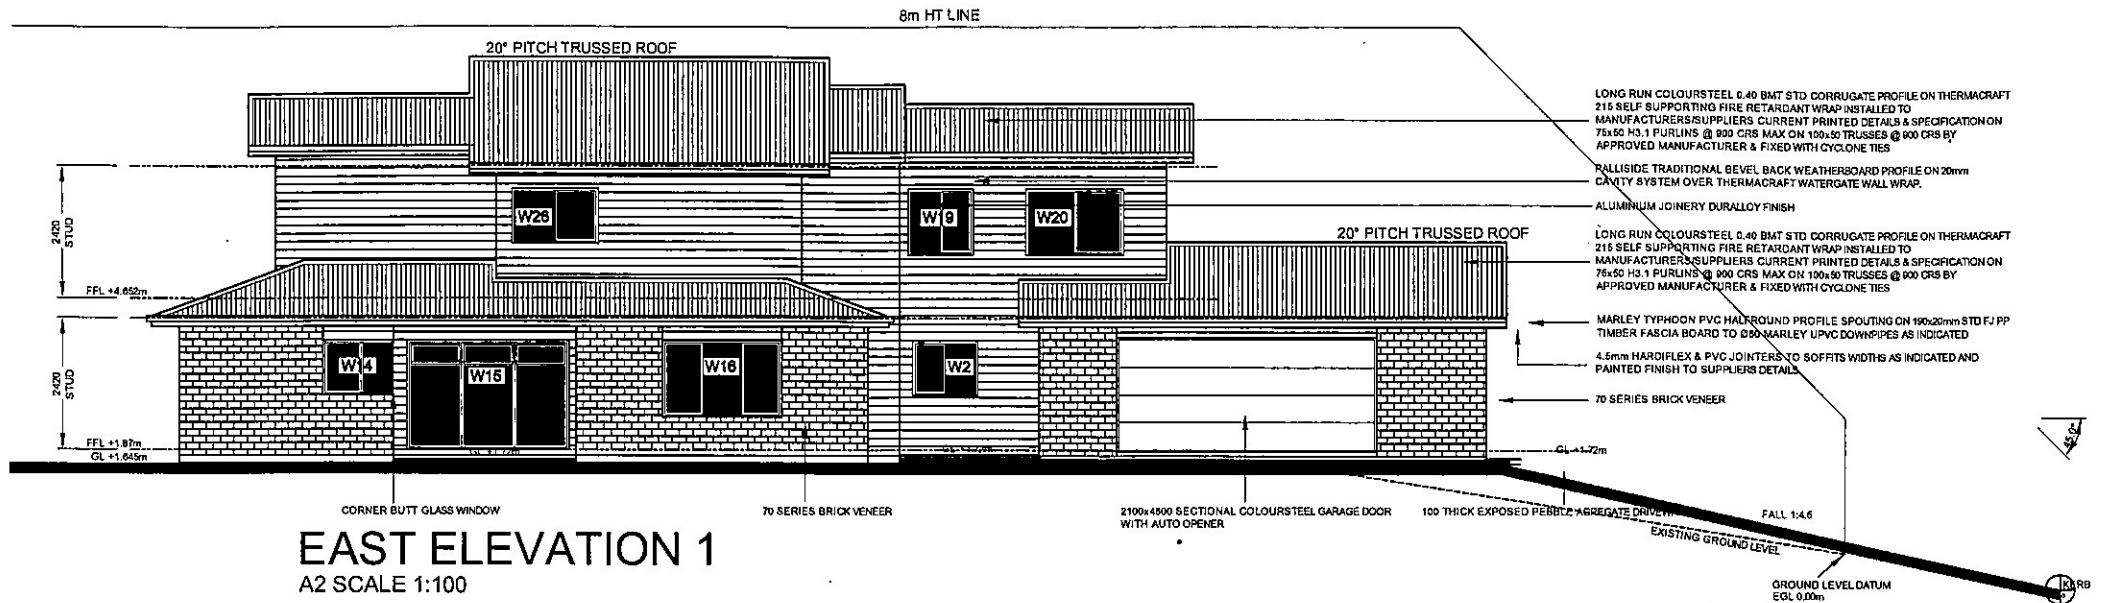 8m HT LINE
20° PITCH TRUSSED ROOF
LONG RUN COLOURSTEEL 0.40 BMT STD CORRUGATE PROFILE ON THERMACRAFT
215 SELF SUPPORTING FIRE RETARDANT WRAP INSTALLED TO
MANUFACTURERS/SUPPLIERS CURRENT PRINTED DETAILS & SPECIFICATION ON
75x50 H3.1 PURLINS @ 900 CRS MAX ON 100x50 TRUSSES @ 900 CRS BY
APPROVED MANUFACTURER & FIXED WITH CYCLONE TIES
PALLISIDE TRADITIONAL BEVEL BACK WEATHERBOARD PROFILE ON 20mm
CAVITY SYSTEM OVER THERMACRAFT WATERGATE WALL WRAP.
ALUMINIUM JOINERY DURALLOY FINISH
20° PITCH TRUSSED ROOF
LONG RUN COLOURSTEEL 0.40 BMT STD CORRUGATE PROFILE ON THERMACRAFT
215 SELF SUPPORTING FIRE RETARDANT WRAP INSTALLED TO
MANUFACTURERS/SUPPLIERS CURRENT PRINTED DETAILS & SPECIFICATION ON
75x50 H3.1 PURLINS @ 900 CRS MAX ON 100x50 TRUSSES @ 900 CRS BY
APPROVED MANUFACTURER & FIXED WITH CYCLONE TIES
MARLEY TYPHOON PVC HALFROUND PROFILE SPOUTING ON 190x20mm STD FJ PP
TIMBER FASCIA BOARD TO Ø80 MARLEY UPVC DOWNPIPES AS INDICATED
4.5mm HARDIFLEX & PVC JOINTERS TO SOFFITS WIDTHS AS INDICATED AND
PAINTED FINISH TO SUPPLIERS DETAILS
70 SERIES BRICK VENEER
2420
STUD
W26
W19
W20
FFL +4.652m
2420
STUD
W14
W15
W16
W2
FFL +1.87m
GL +1.645m
GL +1.72m
GL +1.72m
45.0°
CORNER BUTT GLASS WINDOW
70 SERIES BRICK VENEER
2100x4800 SECTIONAL COLOURSTEEL GARAGE DOOR
WITH AUTO OPENER
100 THICK EXPOSED PEBBLE AGREGATE
FALL 1:4.6
EXISTING GROUND LEVEL
GROUND LEVEL DATUM
EGL 0.00m
KERB
EAST ELEVATION 1
A2 SCALE 1:100